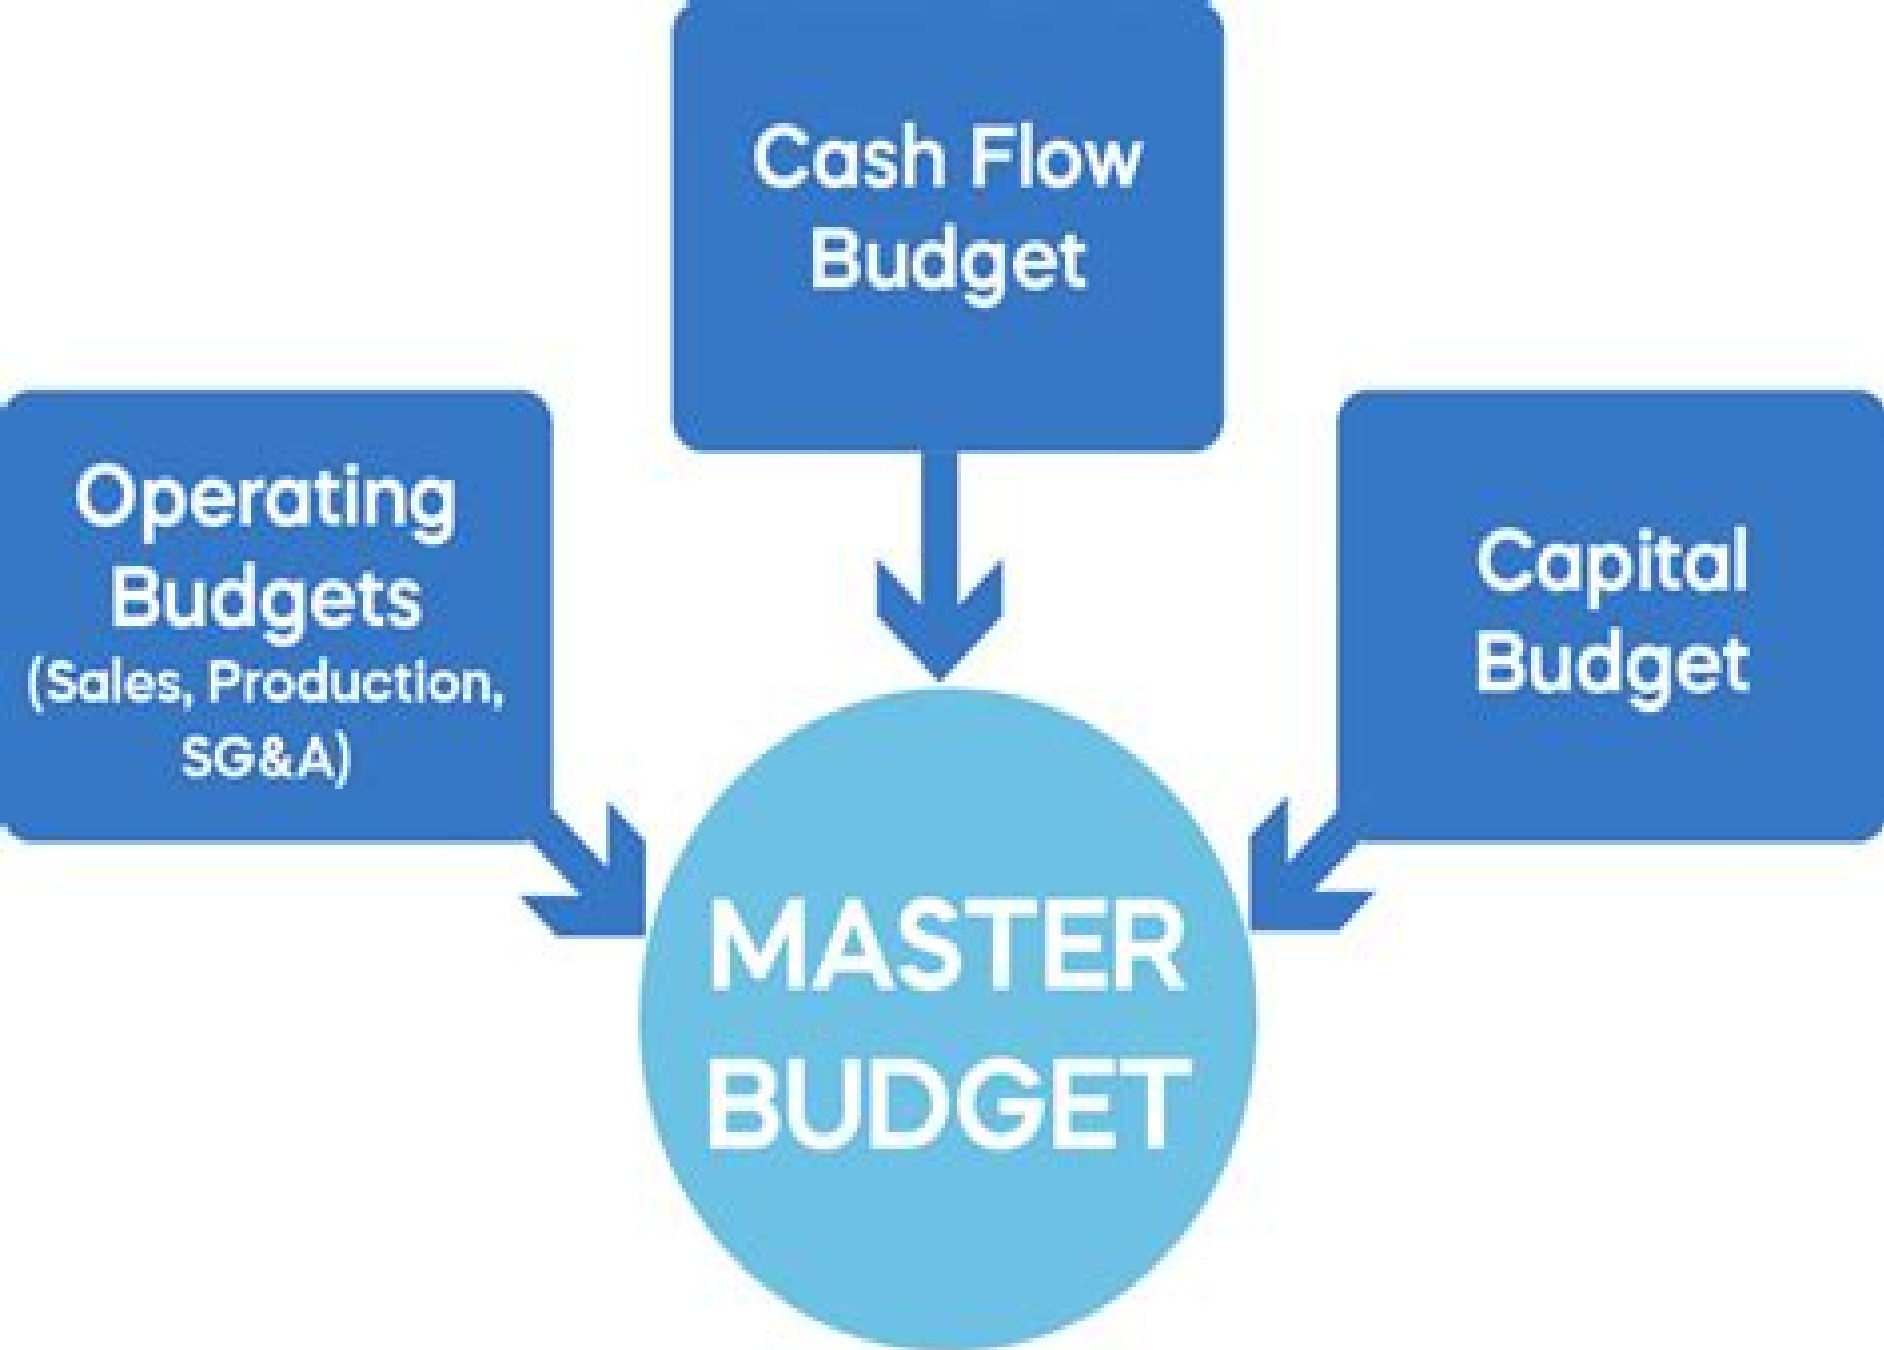 Cash Flow
Budget
Operating
Budgets
(Sales, Production,
SG&A)
Capital
Budget
MASTER
BUDGET